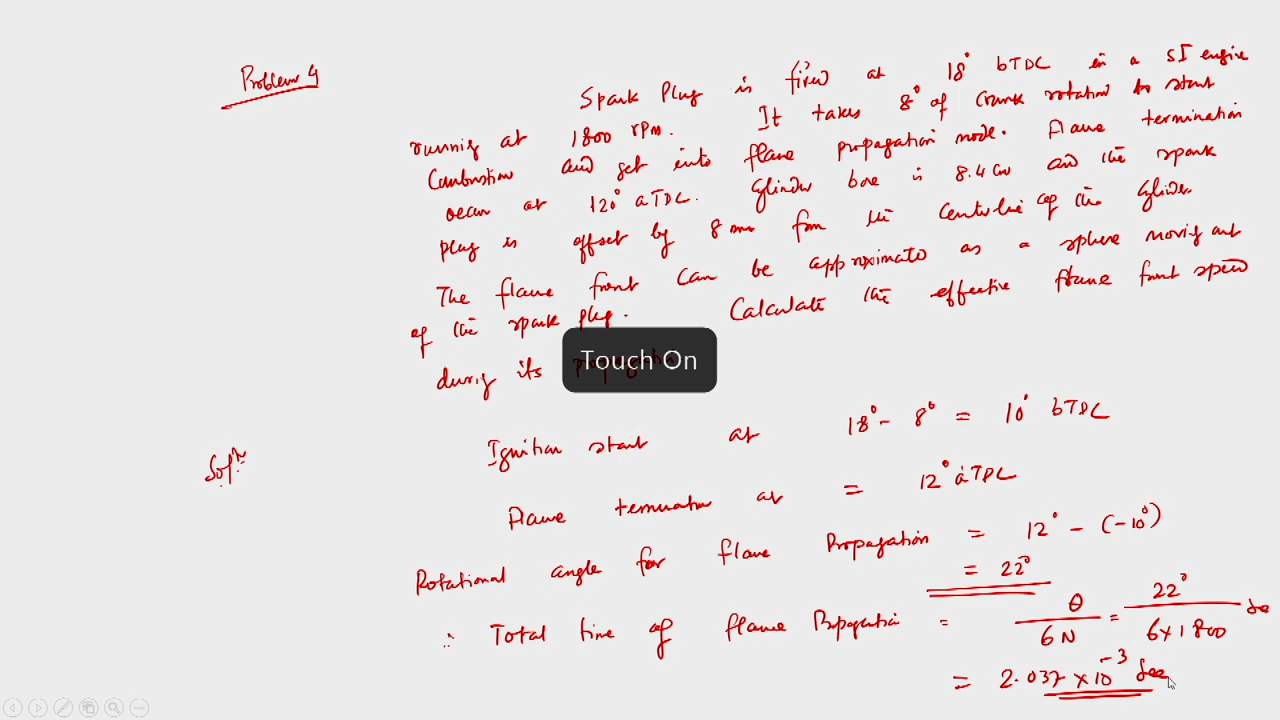 Problem 4
Spark Plug is fired at 18° bTDC in a SI engine
running at 1800 rpm. It takes 8° of crank rotation to start
Combustion and get into flame propagation mode. Flame termination
occur at 120° aTDC. Cylinder bore is 8.4 cm and the spark
plug is offset by 8 mm from the centerline of the cylinder
The flame front can be approximated as a sphere moving out
of the spark plug. Calculate the effective flame front speed
during its
Touch On
Ignition start at 18° - 8° = 10° bTDC
Sol^n:
Flame termination at = 12° aTDC
Rotational angle for flame Propagation = 12° - (-10°)
= 22°
∴ Total time of flame Propagation = θ / 6N = 22° / 6×1800 sec
= 2.037 × 10^-3 sec